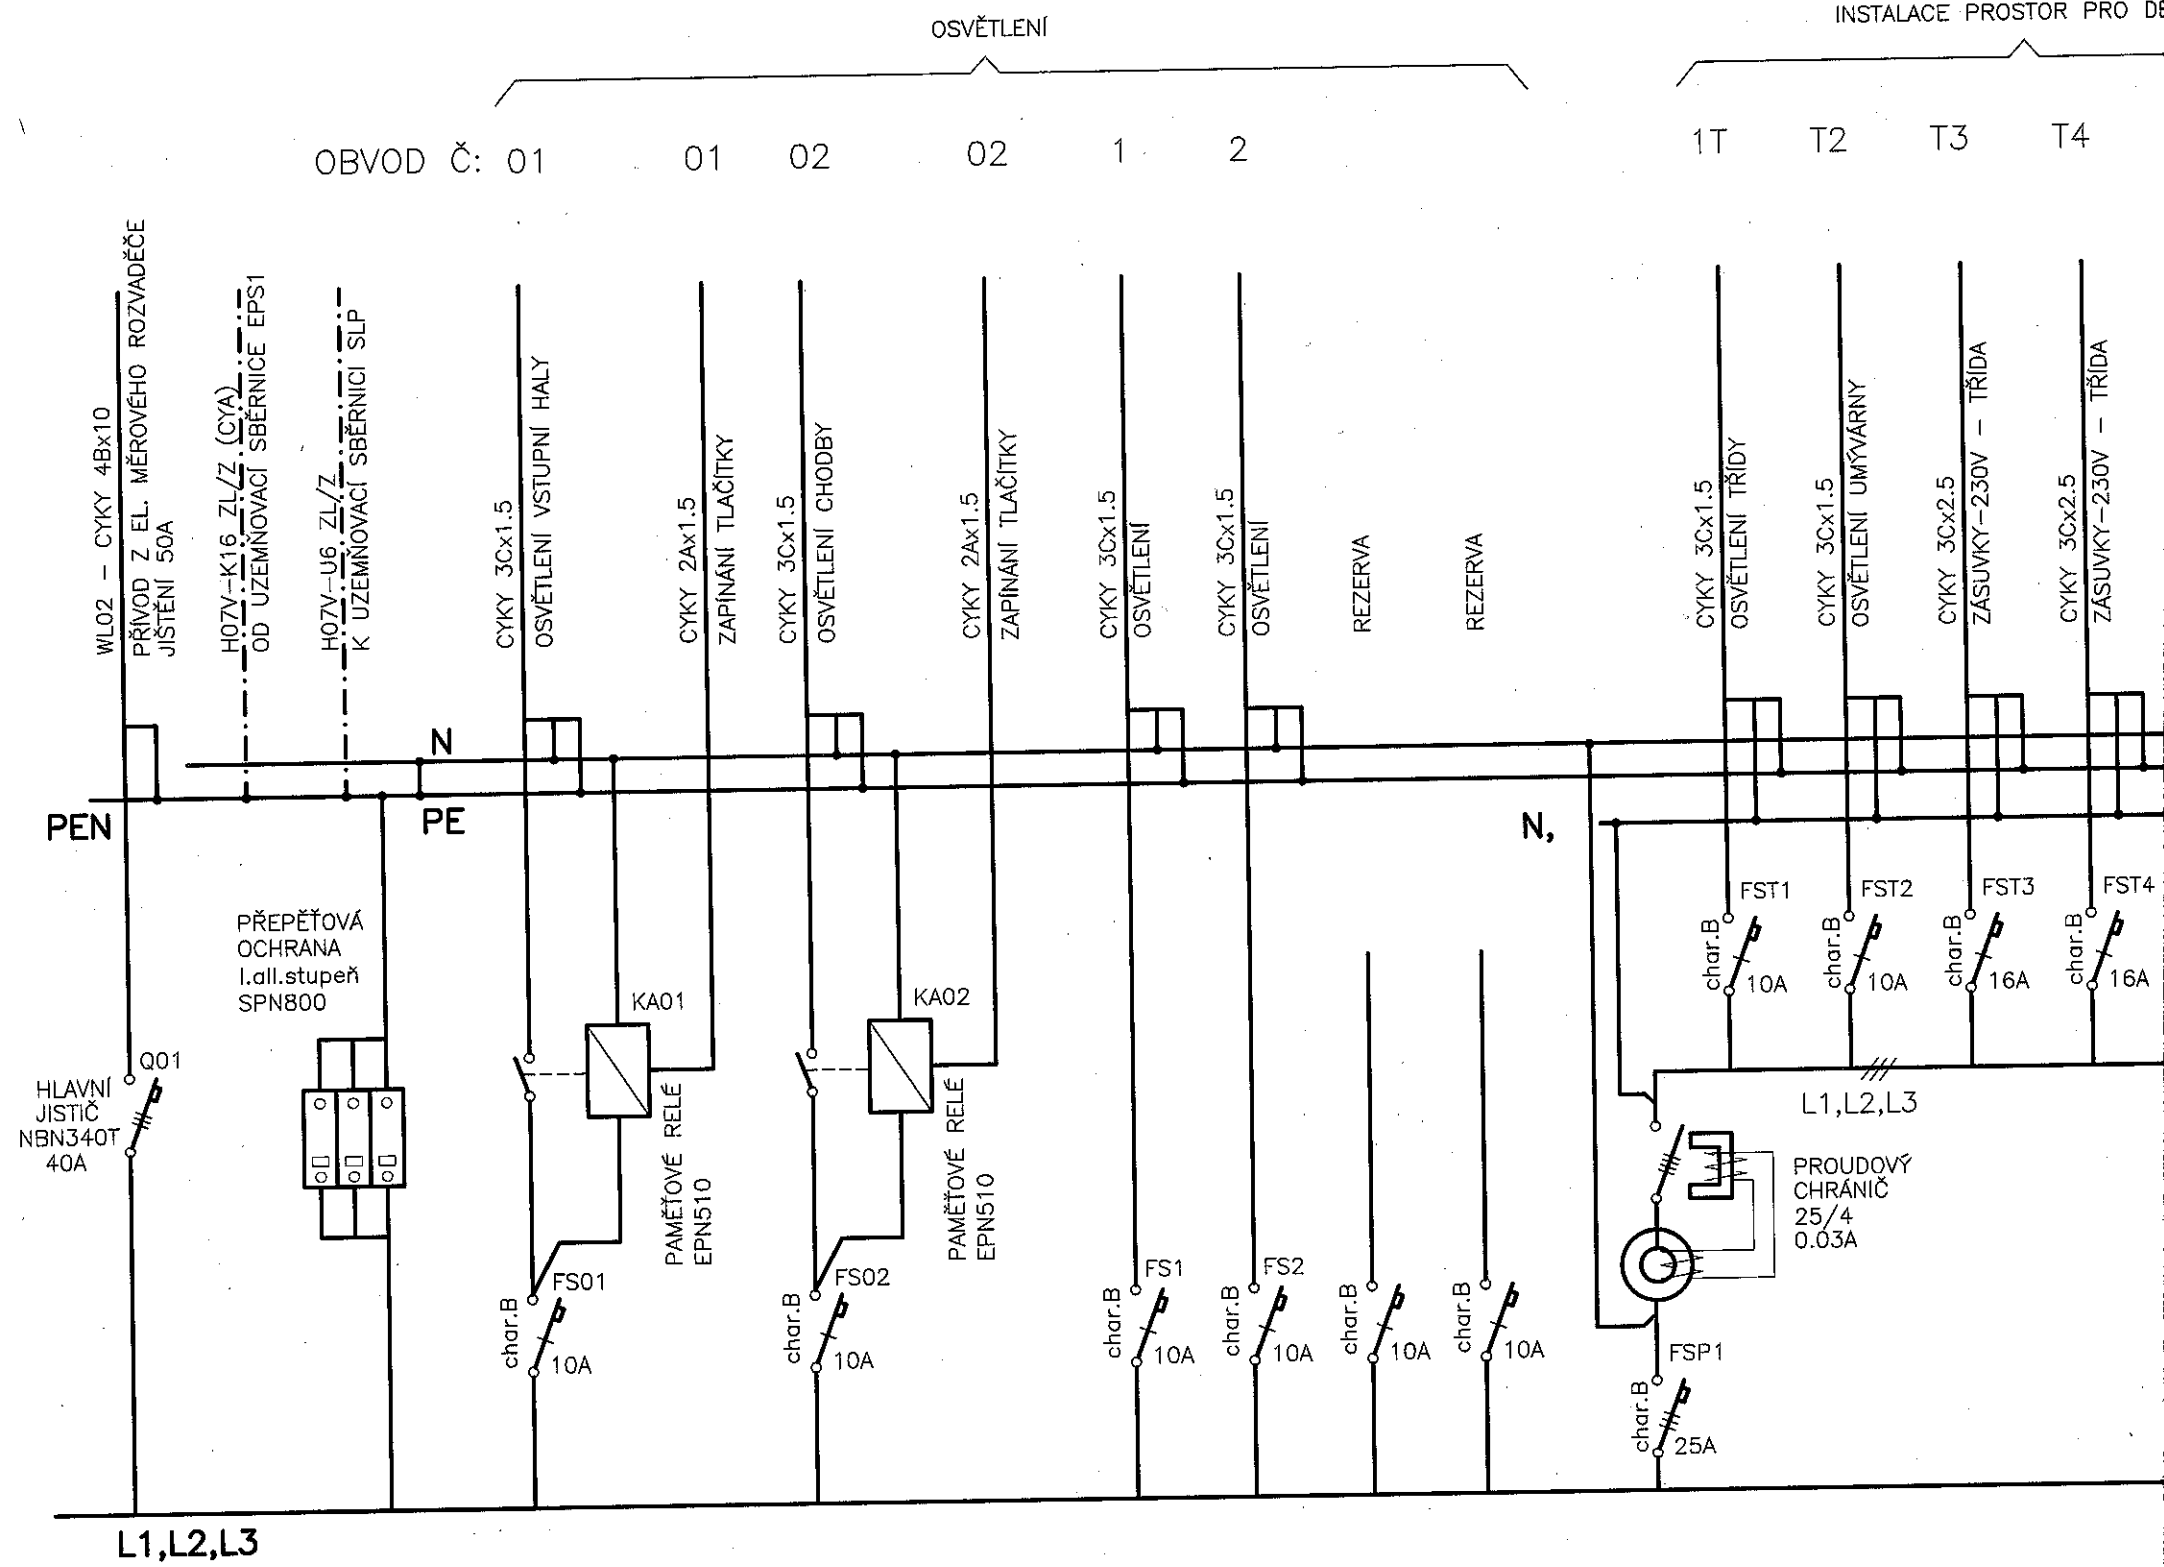 OSVĚTLENÍ
INSTALACE PROSTOR PRO
OBVOD Č: 01 01 02 02 1 2 1T T2 T3 T4
WL02 - CYKY 4Bx10
PŘÍVOD Z EL. MĚROVÉHO ROZVADĚČE
JIŠTĚNÍ 50A
H07V-K16 ZL/Z (CYA)
OD UZEMŇOVACÍ SBĚRNICE EPS1
H07V-U6 ZL/Z
K UZEMŇOVACÍ SBĚRNICI SLP
CYKY 3Cx1.5
OSVĚTLENÍ VSTUPNÍ HALY
CYKY 2Ax1.5
ZAPÍNÁNÍ TLAČÍTKY
CYKY 3Cx1.5
OSVĚTLENÍ CHODBY
CYKY 2Ax1.5
ZAPÍNÁNÍ TLAČÍTKY
CYKY 3Cx1.5
OSVĚTLENÍ
CYKY 3Cx1.5
OSVĚTLENÍ
REZERVA
REZERVA
CYKY 3Cx1.5
OSVĚTLENÍ TŘÍDY
CYKY 3Cx1.5
OSVĚTLENÍ UMÝVÁRNY
CYKY 3Cx2.5
ZÁSUVKY-230V - TŘÍDA
CYKY 3Cx2.5
ZÁSUVKY-230V - TŘÍDA
N
PEN
PE
N,
PŘEPĚŤOVÁ
OCHRANA
I.aII.stupeň
SPN800
Q01
HLAVNÍ
JISTIČ
NBN340T
40A
KA01
PAMĚŤOVÉ RELÉ
EPN510
FS01
char.B
10A
KA02
PAMĚŤOVÉ RELÉ
EPN510
FS02
char.B
10A
FS1
char.B
10A
FS2
char.B
10A
char.B
10A
char.B
10A
FST1
char.B
10A
FST2
char.B
10A
FST3
char.B
16A
FST4
char.B
16A
L1,L2,L3
PROUDOVÝ
CHRÁNIČ
25/4
0.03A
FSP1
char.B
25A
L1,L2,L3